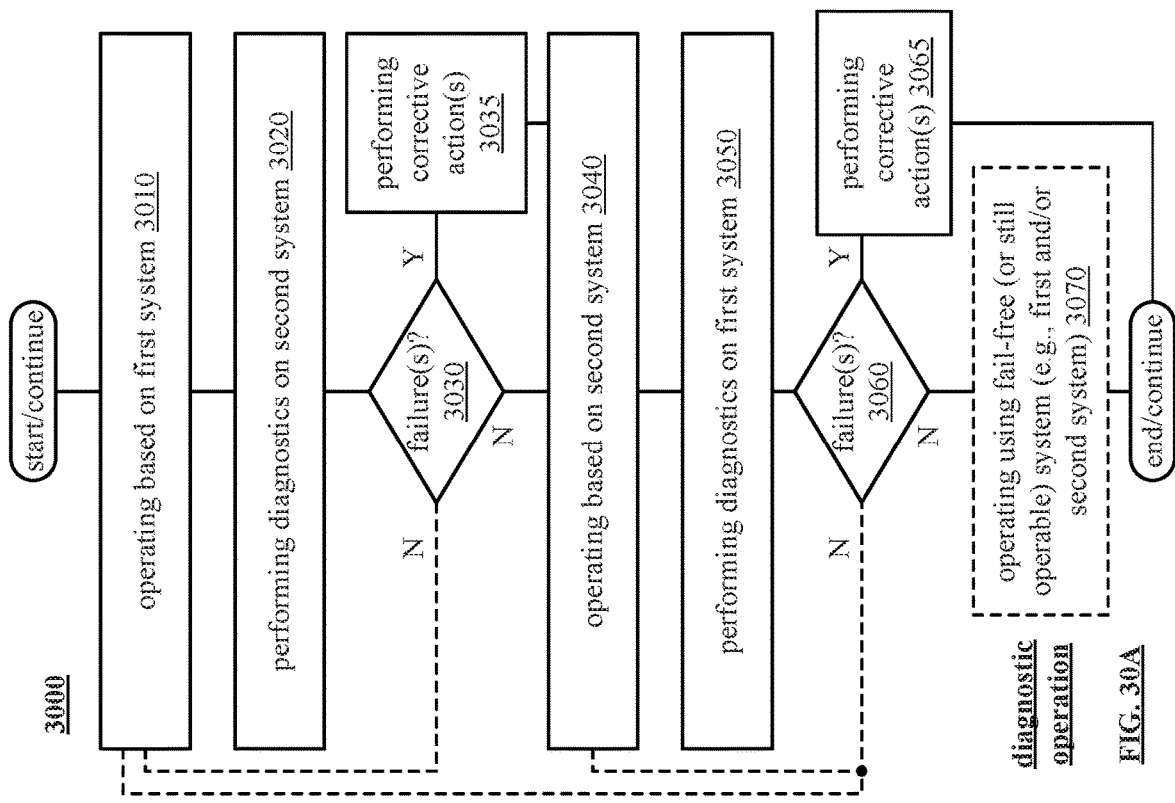 3000
start/continue
operating based on first system 3010
performing diagnostics on second system 3020
failure(s)?
3030
N
Y
N
performing
corrective
action(s)
3035
operating based on second system 3040
performing diagnostics on first system 3050
failure(s)?
3060
N
Y
N
performing
corrective
action(s) 3065
operating using fail-free (or still
operable) system (e.g., first and/or
second system) 3070
end/continue
diagnostic
operation
FIG. 30A